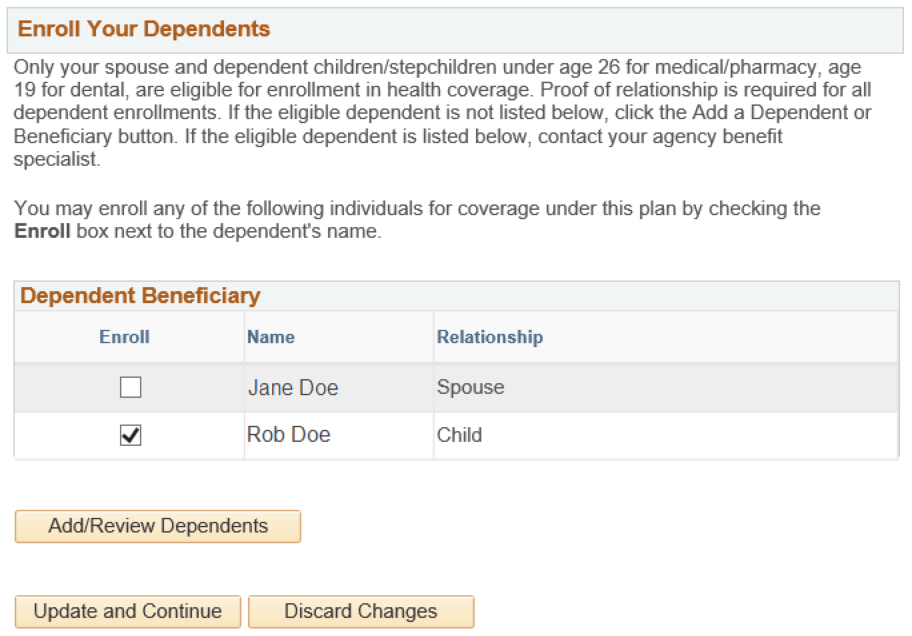 Enroll Your Dependents
Only your spouse and dependent children/stepchildren under age 26 for medical/pharmacy, age
19 for dental, are eligible for enrollment in health coverage. Proof of relationship is required for all
dependent enrollments. If the eligible dependent is not listed below, click the Add a Dependent or
Beneficiary button. If the eligible dependent is listed below, contact your agency benefit
specialist.
You may enroll any of the following individuals for coverage under this plan by checking the
Enroll box next to the dependent's name.
Dependent Beneficiary
Enroll Name Relationship
Jane Doe Spouse
Rob Doe Child
Add/Review Dependents
Update and Continue Discard Changes